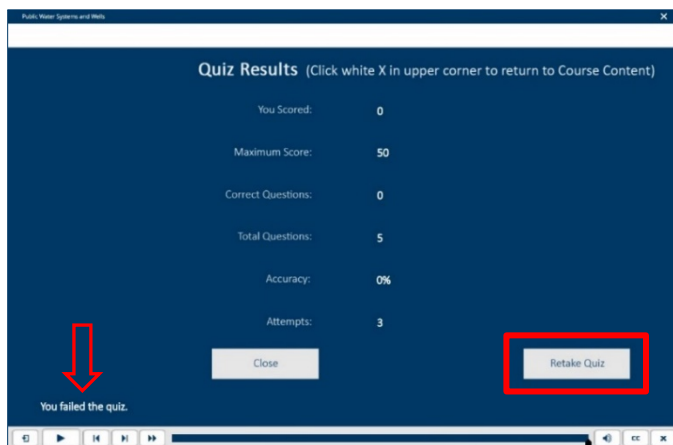 Public Water Systems and Wells
Quiz Results (Click white X in upper corner to return to Course Content)
You Scored: 0
Maximum Score: 50
Correct Questions: 0
Total Questions: 5
Accuracy: 0%
Attempts: 3
Close Retake Quiz
You failed the quiz.
CC